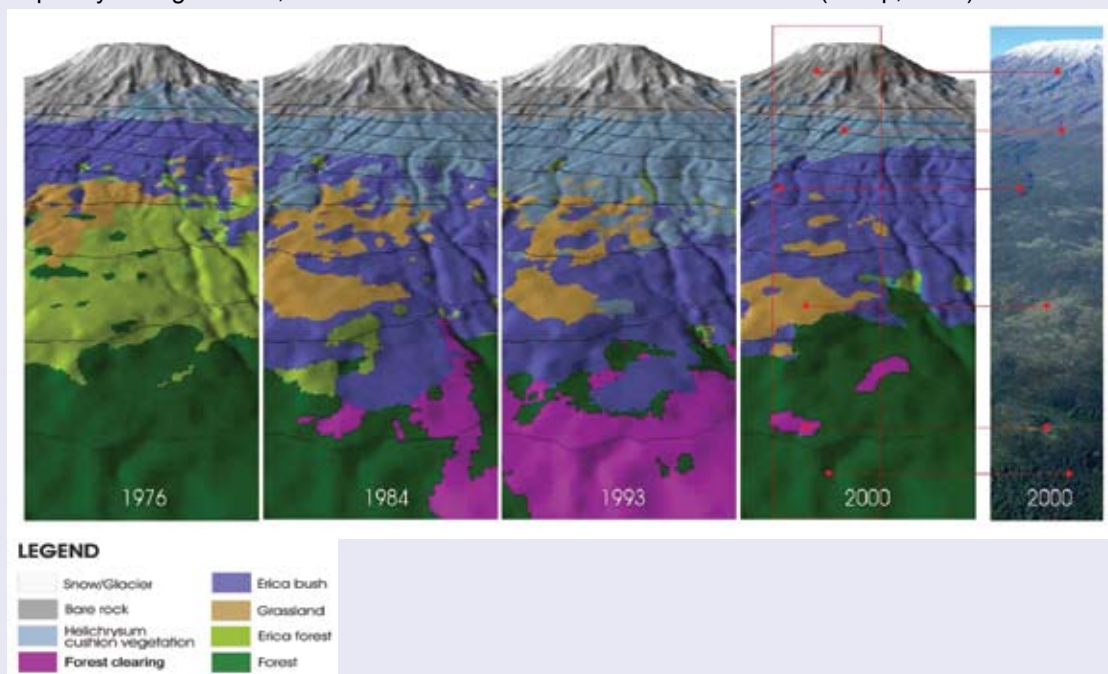 1976
1984
1993
2000
2000
LEGEND
Snow/Glacier
Bare rock
Helichrysum
cushion vegetation
Forest clearing
Erica bush
Grassland
Erica forest
Forest